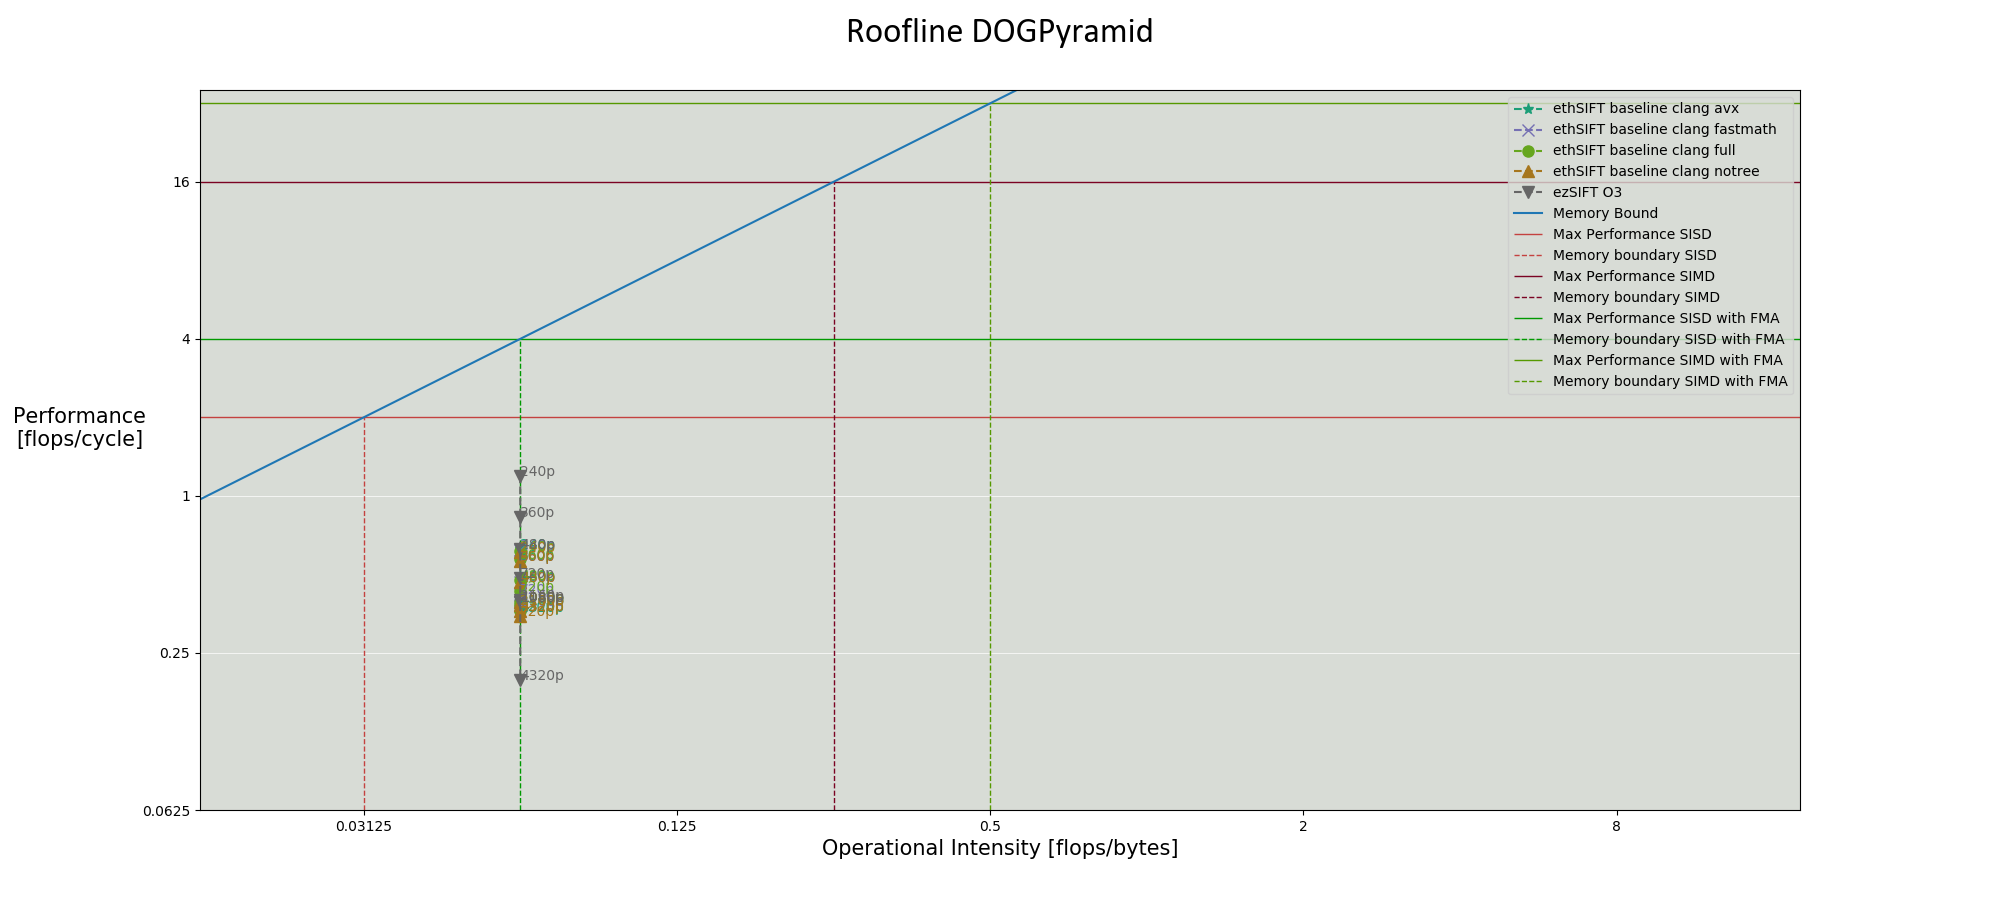 Roofline DOGPyramid
ethSIFT baseline clang avx
ethSIFT baseline clang fastmath
ethSIFT baseline clang full
ethSIFT baseline clang notree
ezSIFT O3
Memory Bound
Max Performance SISD
Memory boundary SISD
Max Performance SIMD
Memory boundary SIMD
Max Performance SISD with FMA
Memory boundary SISD with FMA
Max Performance SIMD with FMA
Memory boundary SIMD with FMA
16
4
Performance
[flops/cycle]
1
0.25
0.0625
240p
360p
4320p
0.03125
0.125
0.5
2
8
Operational Intensity [flops/bytes]